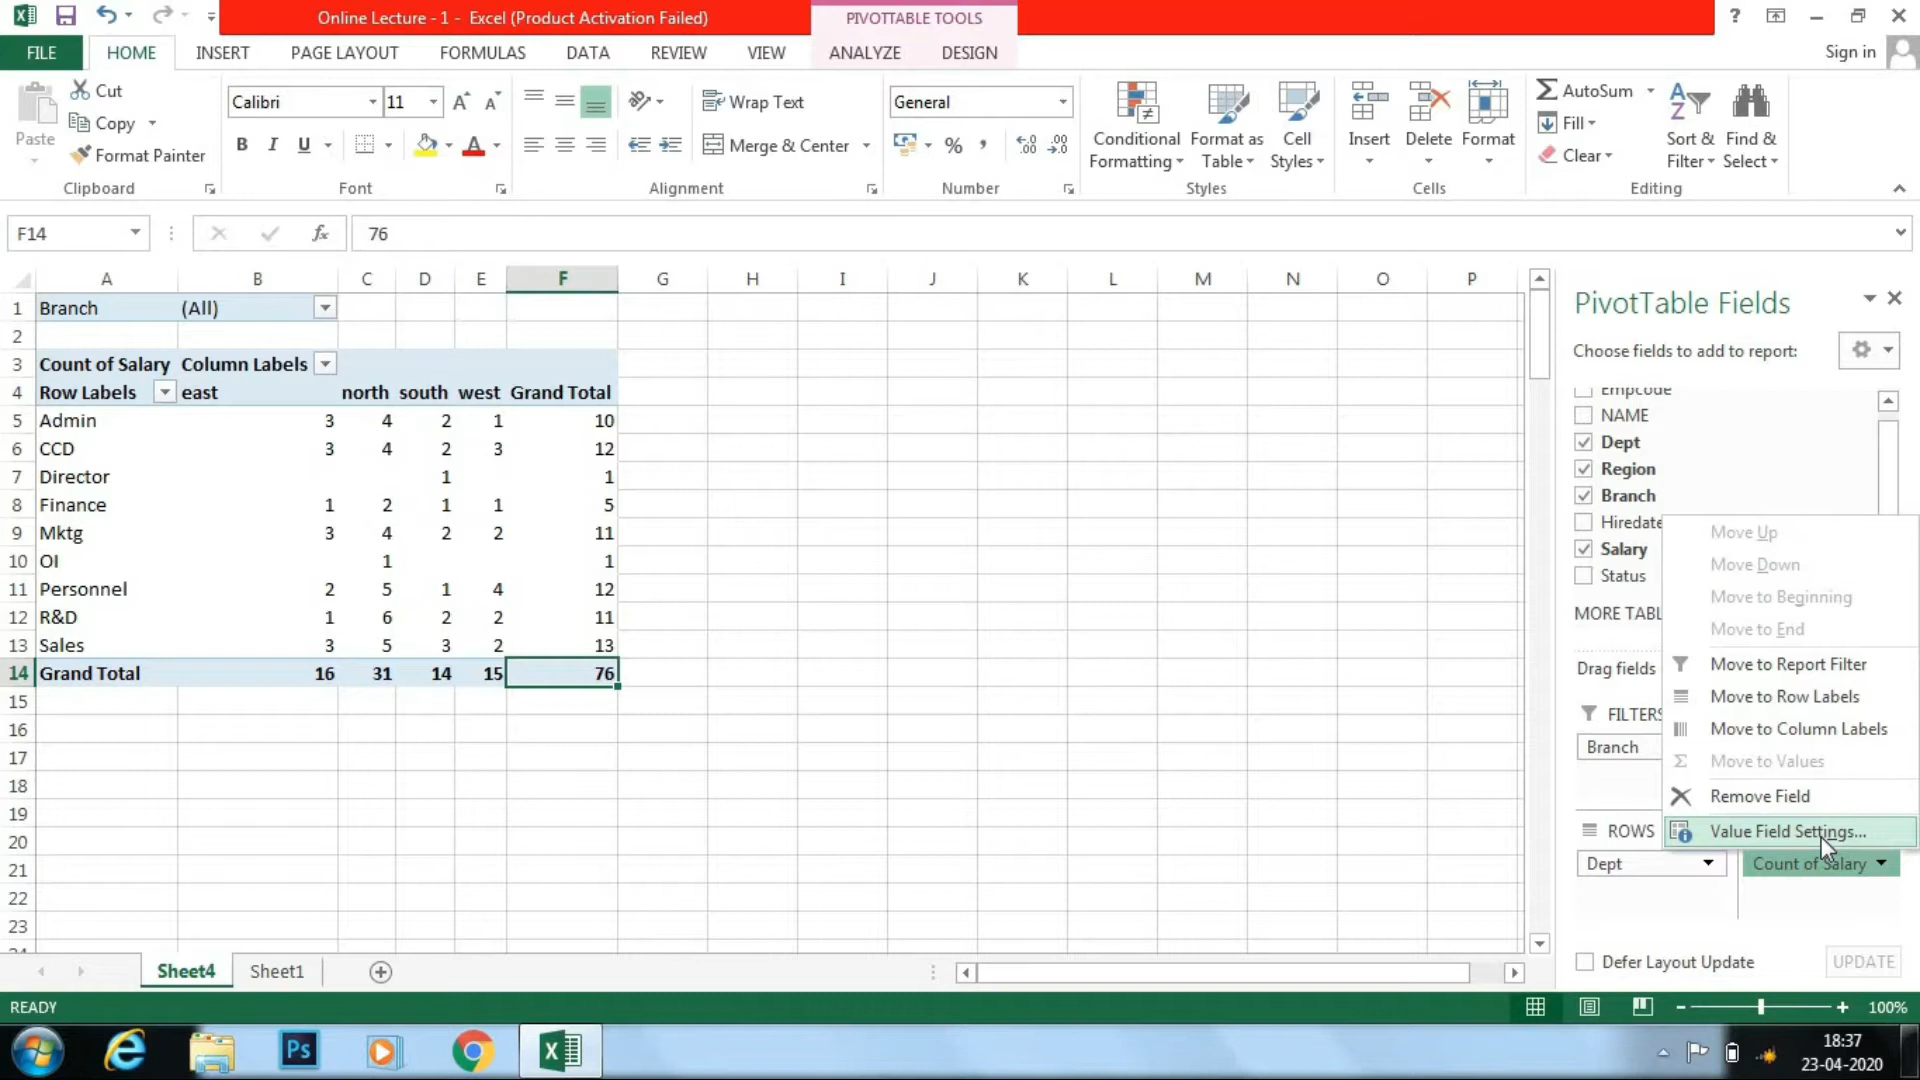 Online Lecture - 1 - Excel (Product Activation Failed)
PIVOTTABLE TOOLS
?
FILE HOME INSERT PAGE LAYOUT FORMULAS DATA REVIEW VIEW ANALYZE DESIGN Sign in
Paste
Cut
Copy
Format Painter
Clipboard
Calibri 11
B I U
Font
Wrap Text
Merge & Center
Alignment
General
%
Number
Conditional Formatting
Format as Table
Cell Styles
Styles
Insert Delete Format
Cells
AutoSum
Fill
Clear
Sort & Filter
Find & Select
Editing
F14 fx 76
A B C D E F G H I J K L M N O P
1 Branch (All)
2
3 Count of Salary Column Labels
4 Row Labels east north south west Grand Total
5 Admin 3 4 2 1 10
6 CCD 3 4 2 3 12
7 Director 1 1
8 Finance 1 2 1 1 5
9 Mktg 3 4 2 2 11
10 OI 1 1
11 Personnel 2 5 1 4 12
12 R&D 1 6 2 2 11
13 Sales 3 5 3 2 13
14 Grand Total 16 31 14 15 76
15
16
17
18
19
20
21
22
23
PivotTable Fields
Choose fields to add to report:
Empcode
NAME
Dept
Region
Branch
Hiredate
Salary
Status
MORE TABL
Drag fields
FILTERS
Branch
ROWS
Dept
Count of Salary
Move Up
Move Down
Move to Beginning
Move to End
Move to Report Filter
Move to Row Labels
Move to Column Labels
Move to Values
Remove Field
Value Field Settings...
Defer Layout Update UPDATE
Sheet4 Sheet1
READY 100%
Ps
18:37
23-04-2020